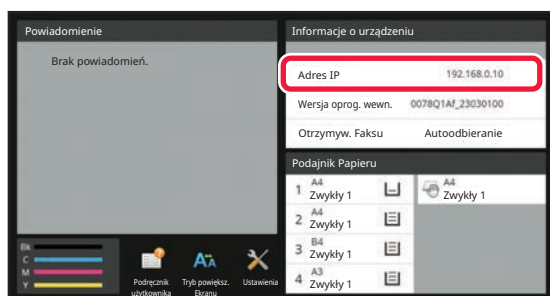 Powiadomienie
Brak powiadomień.
Informacje o urządzeniu
Adres IP 192.168.0.10
Wersja oprog. wewn. 0078Q1Af_23030100
Otrzymyw. Faksu Autoodbieranie
Podajnik Papieru
1 A4
Zwykły 1
A4
Zwykły 1
2 A4
Zwykły 1
3 B4
Zwykły 1
4 A3
Zwykły 1
Bk
C
M
Y
Podręcznik
użytkownika
Tryb powiększ.
Ekranu
Ustawienia